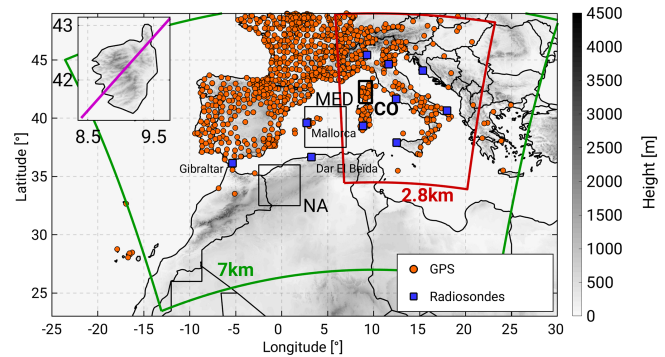 43
42
8.5 9.5
45
40
35
30
25
Latitude [°]
-25 -20 -15 -10 -5 0 5 10 15 20 25 30
Longitude [°]
MED
CO
Mallorca
Gibraltar
Dar El Beida
NA
2.8km
7km
GPS
Radiosondes
4500
4000
3500
3000
2500
2000
1500
1000
500
0
Height [m]